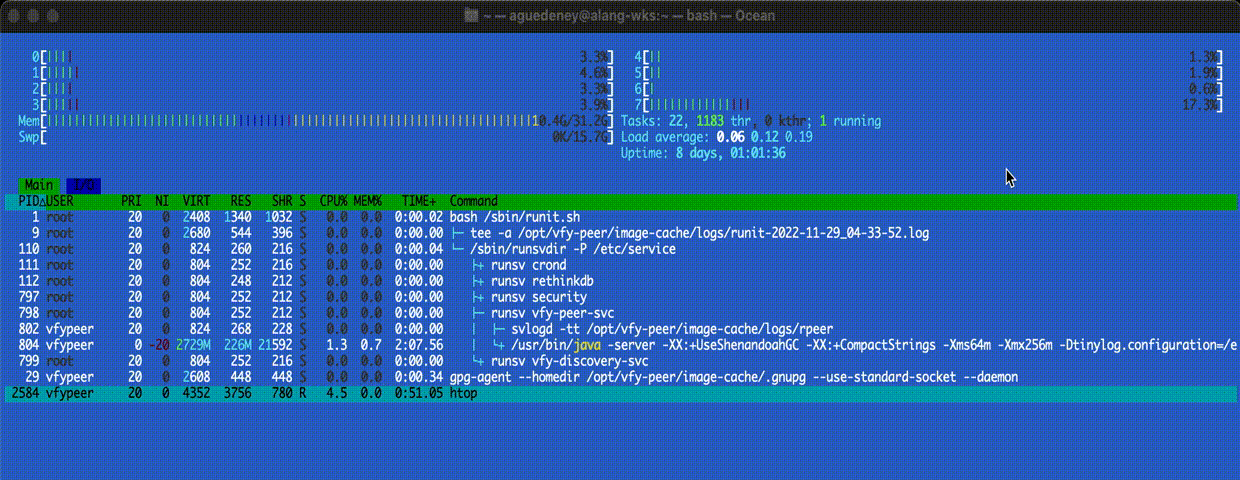 ~ — aguedeney@alang-wks:~ — bash — Ocean
0[|||| 3.3%] 4[|| 1.3%]
1[||||| 4.6%] 5[|| 1.9%]
2[|||| 3.3%] 6[| 0.6%]
3[||||| 3.9%] 7[||||||||||||||| 17.3%]
Mem[ 10.4G/31.2G] Tasks: 22, 1183 thr, 0 kthr; 1 running
Swp[ 0K/15.7G] Load average: 0.06 0.12 0.19
Uptime: 8 days, 01:01:36
Main I/O
PID△USER PRI NI VIRT RES SHR S CPU% MEM% TIME+ Command
1 root 20 0 2408 1340 1032 S 0.0 0.0 0:00.02 bash /sbin/runit.sh
9 root 20 0 2680 544 396 S 0.0 0.0 0:00.00 ├─ tee -a /opt/vfy-peer/image-cache/logs/runit-2022-11-29_04-33-52.log
110 root 20 0 824 260 216 S 0.0 0.0 0:00.04 └─ /sbin/runsvdir -P /etc/service
111 root 20 0 804 252 216 S 0.0 0.0 0:00.00 ├+ runsv crond
112 root 20 0 804 248 212 S 0.0 0.0 0:00.00 ├+ runsv rethinkdb
797 root 20 0 804 252 216 S 0.0 0.0 0:00.00 ├+ runsv security
798 root 20 0 804 252 212 S 0.0 0.0 0:00.00 ├─ runsv vfy-peer-svc
802 vfypeer 20 0 824 268 228 S 0.0 0.0 0:00.00 │ ├─ svlogd -tt /opt/vfy-peer/image-cache/logs/rpeer
804 vfypeer 0 -20 2729M 226M 21592 S 1.3 0.7 2:07.56 │ └+ /usr/bin/java -server -XX:+UseShenandoahGC -XX:+CompactStrings -Xms64m -Xmx256m -Dtinylog.configuration=/e
799 root 20 0 804 252 212 S 0.0 0.0 0:00.00 └+ runsv vfy-discovery-svc
29 vfypeer 20 0 2608 448 448 S 0.0 0.0 0:00.34 gpg-agent --homedir /opt/vfy-peer/image-cache/.gnupg --use-standard-socket --daemon
2584 vfypeer 20 0 4352 3756 780 R 4.5 0.0 0:51.05 htop